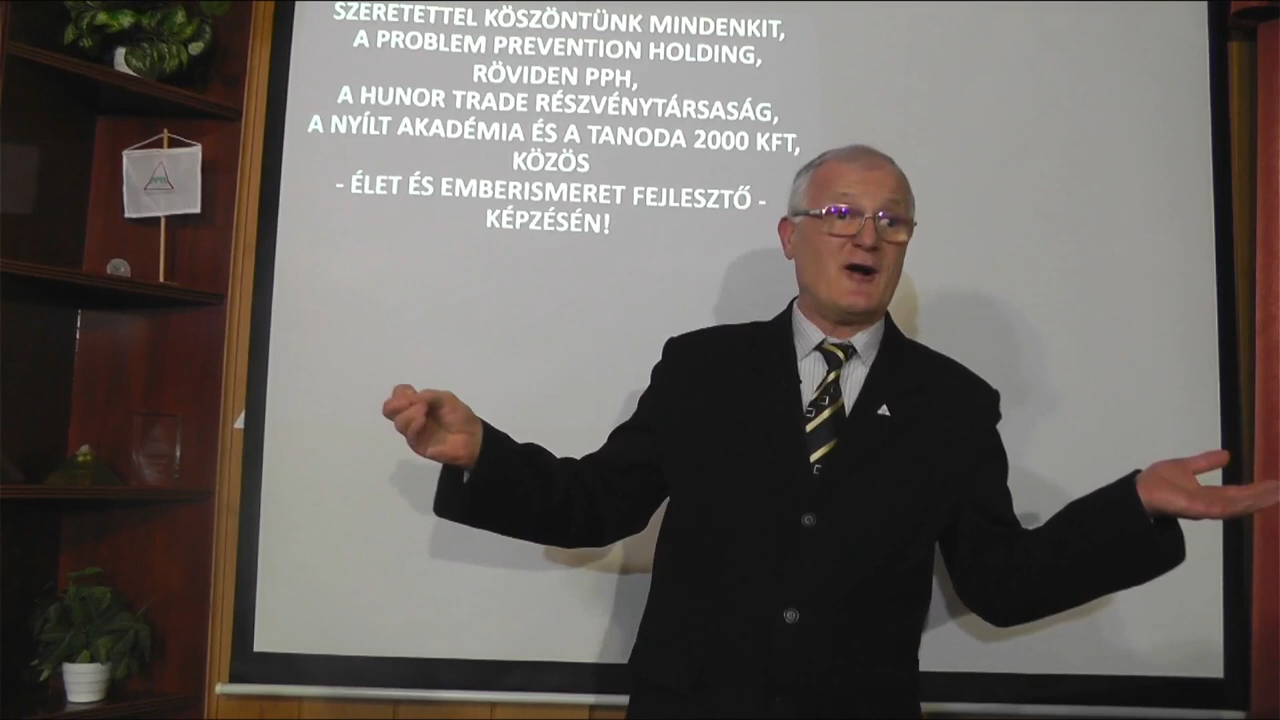 SZERETETTEL KÖSZÖNTÜNK MINDENKIT,
A PROBLEM PREVENTION HOLDING,
RÖVIDEN PPH,
A HUNOR TRADE RÉSZVÉNYTÁRSASÁG,
A NYÍLT AKADÉMIA ÉS A TANODA 2000 KFT,
KÖZÖS
- ÉLET ÉS EMBERISMERET FEJLESZTŐ -
KÉPZÉSÉN!